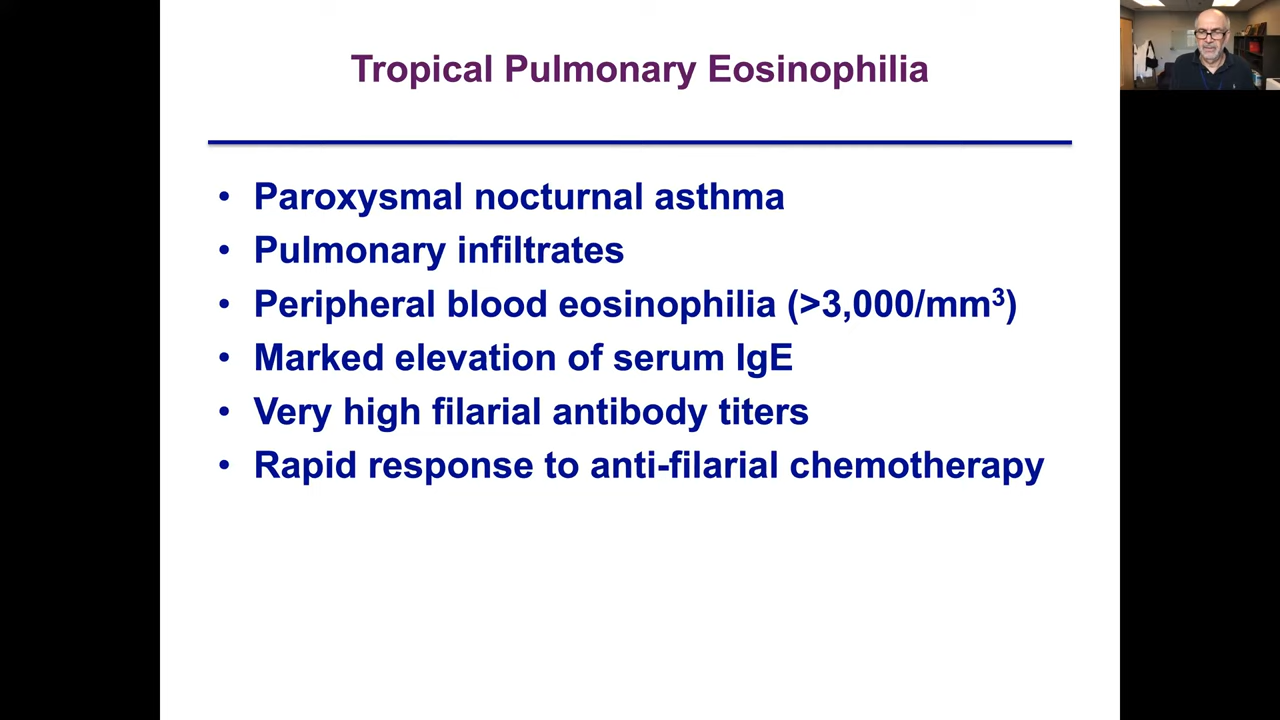 Tropical Pulmonary Eosinophilia
• Paroxysmal nocturnal asthma
• Pulmonary infiltrates
• Peripheral blood eosinophilia (>3,000/mm³)
• Marked elevation of serum IgE
• Very high filarial antibody titers
• Rapid response to anti-filarial chemotherapy